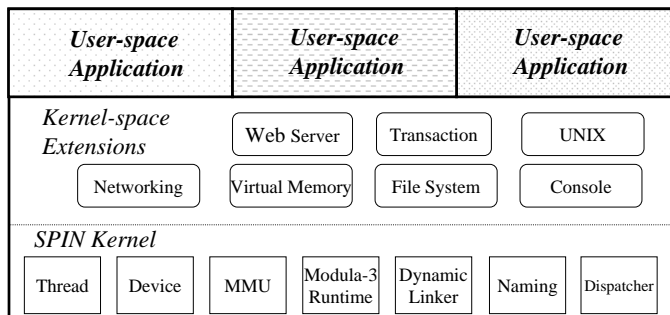 User-space
Application
User-space
Application
User-space
Application
Kernel-space
Extensions
Web Server
Transaction
UNIX
Networking
Virtual Memory
File System
Console
SPIN Kernel
Thread
Device
MMU
Modula-3
Runtime
Dynamic
Linker
Naming
Dispatcher